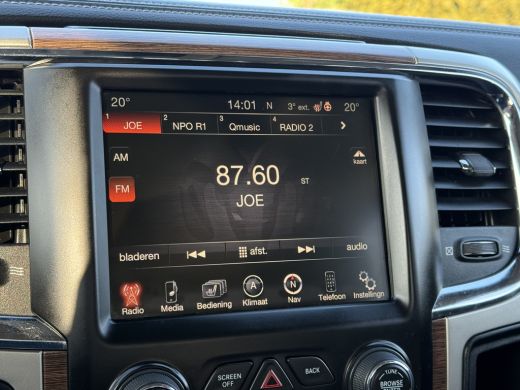 20° 14:01 N 3° ext. 20°
1 JOE 2 NPO R1 3 Qmusic 4 RADIO 2
AM
kaart
87.60 ST
FM
JOE
bladeren afst. audio
Radio Media Bediening Klimaat Nav Telefoon Instellingn
SCREEN OFF BACK TUNE
BROWSE